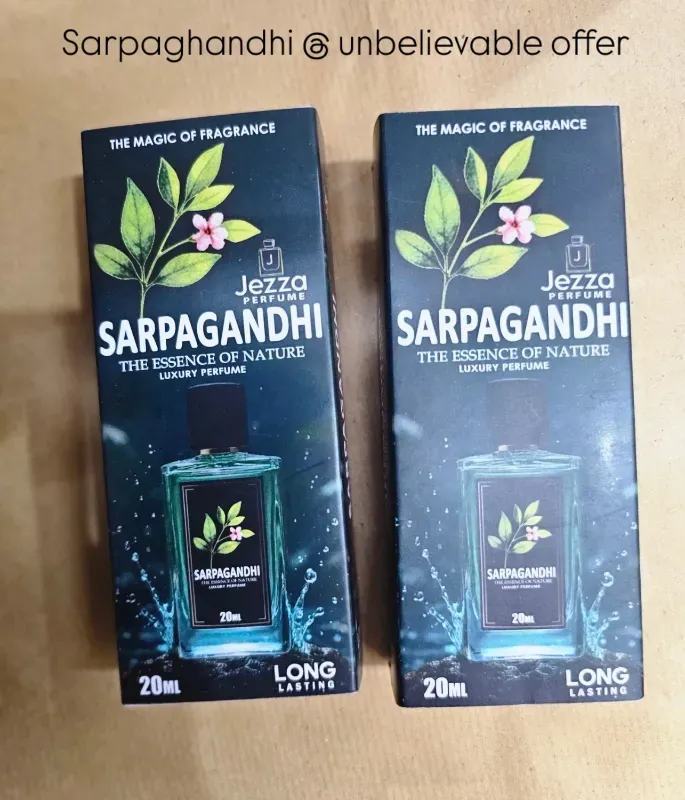 Sarpaghandhi @ unbelievable offer
THE MAGIC OF FRAGRANCE
J
Jezza
PERFUME
SARPAGANDHI
THE ESSENCE OF NATURE
LUXURY PERFUME
SARPAGANDHI
THE ESSENCE OF NATURE
LUXURY PERFUME
20ML
20ML
LONG
LASTING
THE MAGIC OF FRAGRANCE
J
Jezza
PERFUME
SARPAGANDHI
THE ESSENCE OF NATURE
LUXURY PERFUME
SARPAGANDHI
THE ESSENCE OF NATURE
LUXURY PERFUME
20ML
20ML
LONG
LASTING